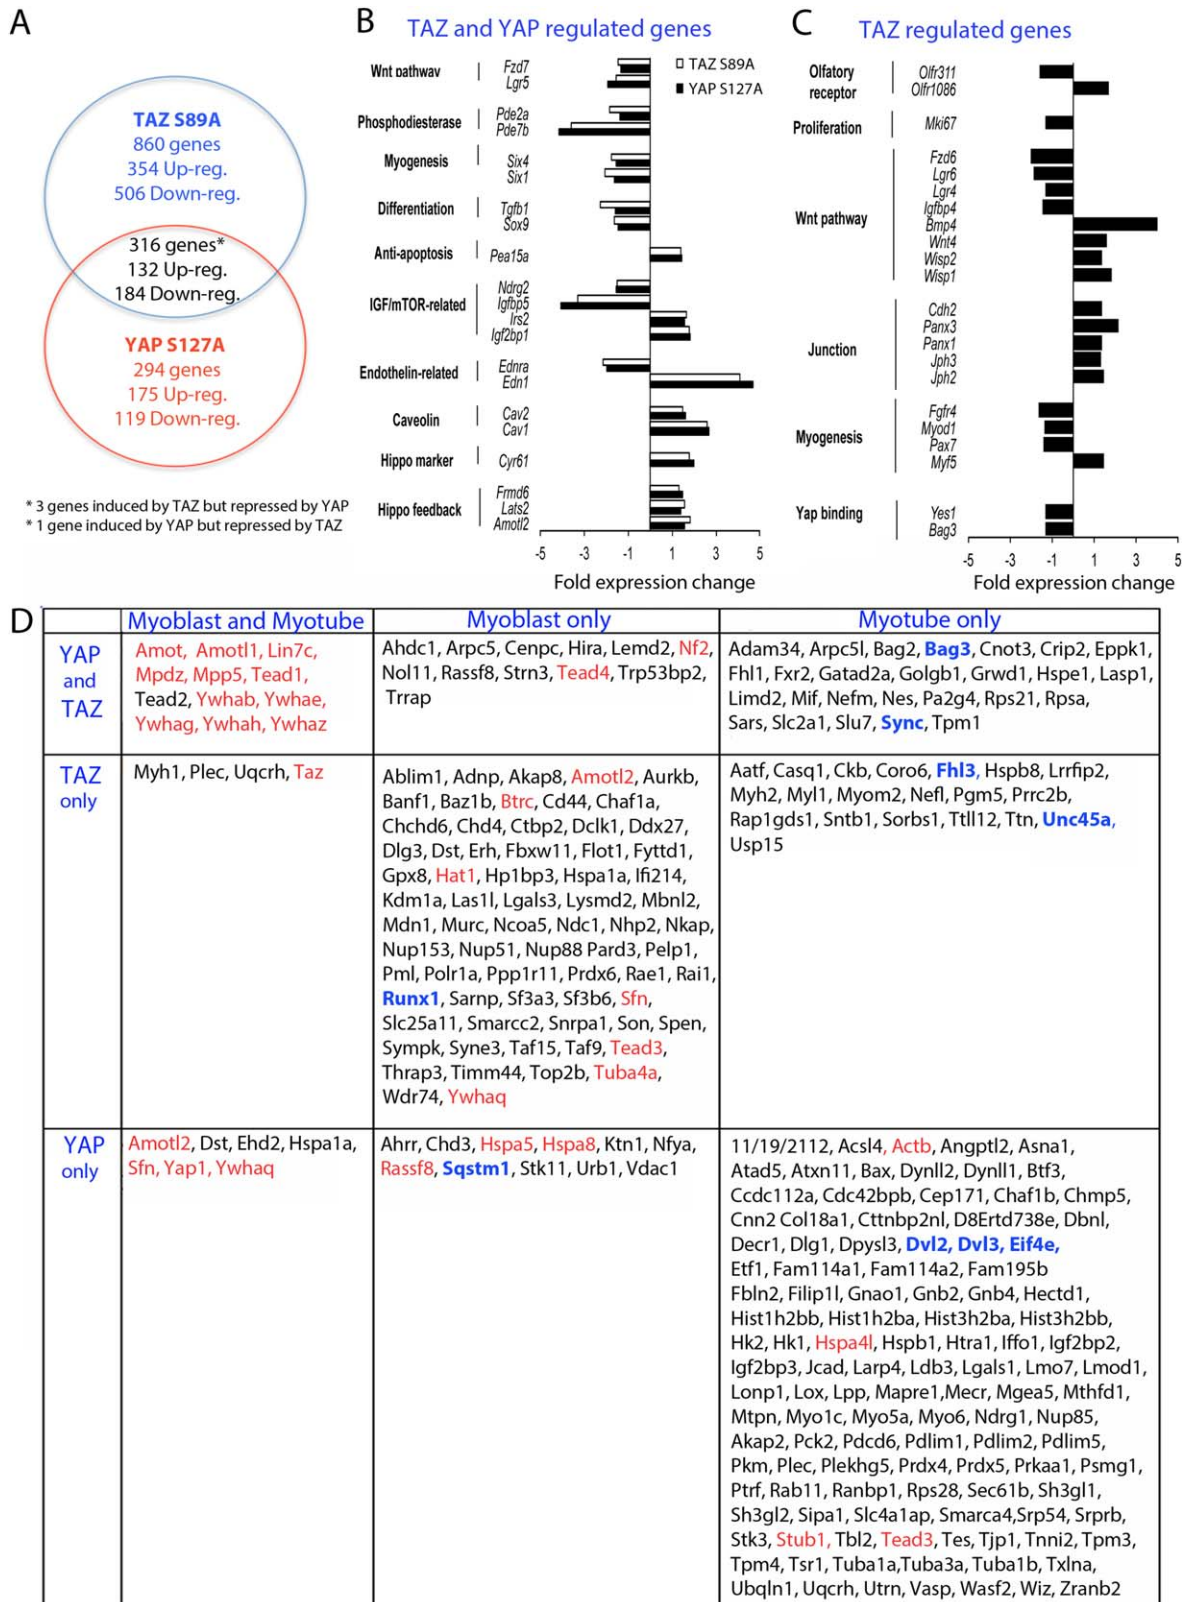 A
TAZ S89A
860 genes
354 Up-reg.
506 Down-reg.
316 genes*
132 Up-reg.
184 Down-reg.
YAP S127A
294 genes
175 Up-reg.
119 Down-reg.
* 3 genes induced by TAZ but repressed by YAP
* 1 gene induced by YAP but repressed by TAZ
B
TAZ and YAP regulated genes
TAZ S89A
YAP S127A
Wnt pathway
Fzd7
Lgr5
Phosphodiesterase
Pde2a
Pde7b
Myogenesis
Six4
Six1
Differentiation
Tgfb1
Sox9
Anti-apoptosis
Pea15a
IGF/mTOR-related
Ndrg2
Igfbp5
Irs2
Igf2bp1
Endothelin-related
Ednra
Edn1
Caveolin
Cav2
Cav1
Hippo marker
Cyr61
Hippo feedback
Frmd6
Lats2
Amotl2
-5 -3 -1 1 3 5
Fold expression change
C
TAZ regulated genes
Olfatory
receptor
Olfr311
Olfr1086
Proliferation
Mki67
Wnt pathway
Fzd6
Lgr6
Lgr4
Igfbp4
Bmp4
Wnt4
Wisp2
Wisp1
Junction
Cdh2
Panx3
Panx1
Jph3
Jph2
Myogenesis
Fgfr4
Myod1
Pax7
Myf5
Yap binding
Yes1
Bag3
-5 -3 -1 1 3 5
Fold expression change
D
Myoblast and Myotube
Myoblast only
Myotube only
YAP
and
TAZ
Amot, Amotl1, Lin7c,
Mpdz, Mpp5, Tead1,
Tead2, Ywhab, Ywhae,
Ywhag, Ywhah, Ywhaz
Ahdc1, Arpc5, Cenpc, Hira, Lemd2, Nf2,
Nol11, Rassf8, Strn3, Tead4, Trp53bp2,
Trrap
Adam34, Arpc5l, Bag2, Bag3, Cnot3, Crip2, Eppk1,
Fhl1, Fxr2, Gatad2a, Golgb1, Grwd1, Hspe1, Lasp1,
Limd2, Mif, Nefm, Nes, Pa2g4, Rps21, Rpsa,
Sars, Slc2a1, Slu7, Sync, Tpm1
TAZ
only
Myh1, Plec, Uqcrh, Taz
Ablim1, Adnp, Akap8, Amotl2, Aurkb,
Banf1, Baz1b, Btrc, Cd44, Chaf1a,
Chchd6, Chd4, Ctbp2, Dclk1, Ddx27,
Dlg3, Dst, Erh, Fbxw11, Flot1, Fyttd1,
Gpx8, Hat1, Hp1bp3, Hspa1a, Ifi214,
Kdm1a, Las1l, Lgals3, Lysmd2, Mbnl2,
Mdn1, Murc, Ncoa5, Ndc1, Nhp2, Nkap,
Nup153, Nup51, Nup88 Pard3, Pelp1,
Pml, Polr1a, Ppp1r11, Prdx6, Rae1, Rai1,
Runx1, Sarnp, Sf3a3, Sf3b6, Sfn,
Slc25a11, Smarcc2, Snrpa1, Son, Spen,
Sympk, Syne3, Taf15, Taf9, Tead3,
Thrap3, Timm44, Top2b, Tuba4a,
Wdr74, Ywhaq
Aatf, Casq1, Ckb, Coro6, Fhl3, Hspb8, Lrrfip2,
Myh2, Myl1, Myom2, Nefl, Pgm5, Prrc2b,
Rap1gds1, Sntb1, Sorbs1, Ttll12, Ttn, Unc45a,
Usp15
YAP
only
Amotl2, Dst, Ehd2, Hspa1a,
Sfn, Yap1, Ywhaq
Ahrr, Chd3, Hspa5, Hspa8, Ktn1, Nfya,
Rassf8, Sqstm1, Stk11, Urb1, Vdac1
11/19/2112, Acsl4, Actb, Angptl2, Asna1,
Atad5, Atxn11, Bax, Dynll2, Dynll1, Btf3,
Ccdc112a, Cdc42bpb, Cep171, Chaf1b, Chmp5,
Cnn2 Col18a1, Cttnbp2nl, D8Ertd738e, Dbnl,
Decr1, Dlg1, Dpysl3, Dvl2, Dvl3, Eif4e,
Etf1, Fam114a1, Fam114a2, Fam195b
Fbln2, Filip1l, Gnao1, Gnb2, Gnb4, Hectd1,
Hist1h2bb, Hist1h2ba, Hist3h2ba, Hist3h2bb,
Hk2, Hk1, Hspa4l, Hspb1, Htra1, Iffo1, Igf2bp2,
Igf2bp3, Jcad, Larp4, Ldb3, Lgals1, Lmo7, Lmod1,
Lonp1, Lox, Lpp, Mapre1,Mecr, Mgea5, Mthfd1,
Mtpn, Myo1c, Myo5a, Myo6, Ndrg1, Nup85,
Akap2, Pck2, Pdcd6, Pdlim1, Pdlim2, Pdlim5,
Pkm, Plec, Plekhg5, Prdx4, Prdx5, Prkaa1, Psmg1,
Ptrf, Rab11, Ranbp1, Rps28, Sec61b, Sh3gl1,
Sh3gl2, Sipa1, Slc4a1ap, Smarca4,Srp54, Srprb,
Stk3, Stub1, Tbl2, Tead3, Tes, Tjp1, Tnni2, Tpm3,
Tpm4, Tsr1, Tuba1a,Tuba3a, Tuba1b, Txlna,
Ubqln1, Uqcrh, Utrn, Vasp, Wasf2, Wiz, Zranb2